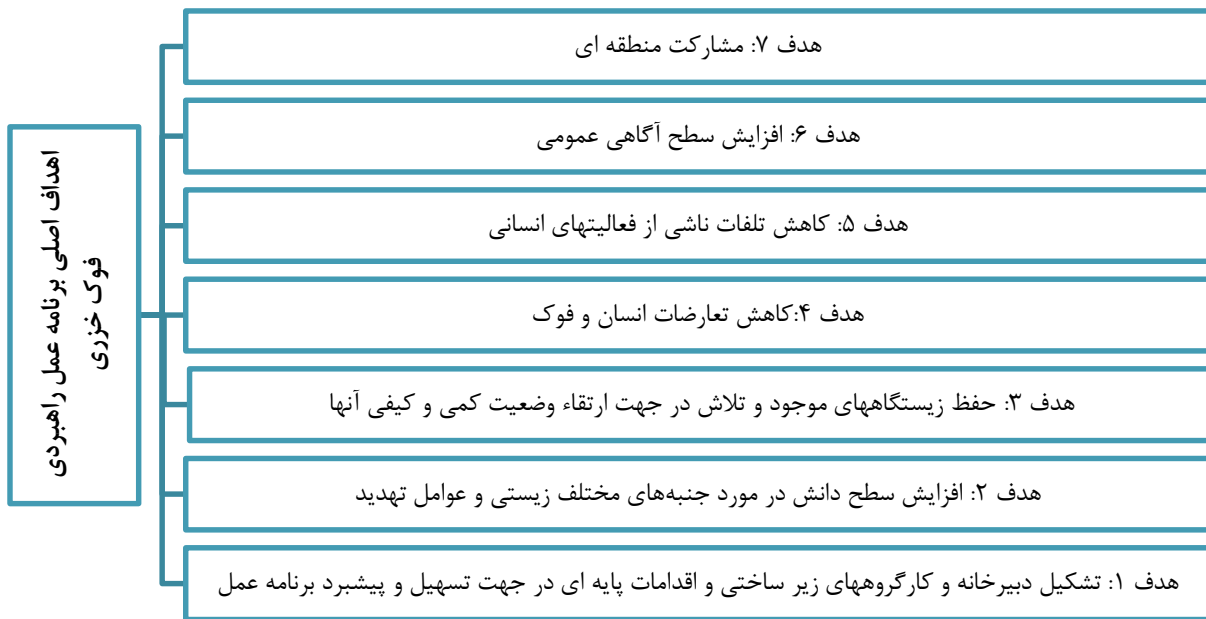 اهداف اصلی برنامه عمل راهبردی
فوک خزری
هدف ۷: مشارکت منطقه ای
هدف ۶: افزایش سطح آگاهی عمومی
هدف ۵: کاهش تلفات ناشی از فعالیتهای انسانی
هدف ۴:کاهش تعارضات انسان و فوک
هدف ۳: حفظ زیستگاههای موجود و تلاش در جهت ارتقاء وضعیت کمی و کیفی آنها
هدف ۲: افزایش سطح دانش در مورد جنبه‌های مختلف زیستی و عوامل تهدید
هدف ۱: تشکیل دبیرخانه و کارگروههای زیر ساختی و اقدامات پایه ای در جهت تسهیل و پیشبرد برنامه عمل